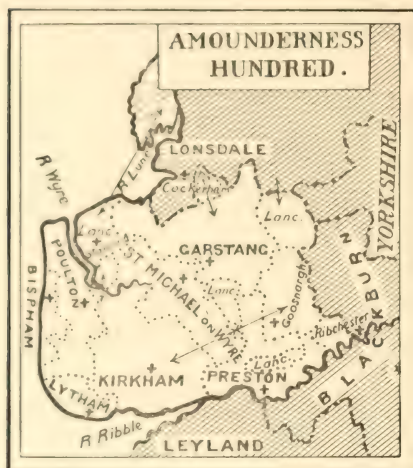 AMOUNDERNESS
HUNDRED.
LONSDALE
R Lune
R Wyre
Cockerham
Lanc.
YORKSHIRE
Lanc.
GARSTANG
POULTON
ST MICHAEL on WYRE
Lanc.
Goosnargh
BISPHAM
Ribchester
BLACKBURN
KIRKHAM
PRESTON
Lanc.
LYTHAM
R Ribble
LEYLAND